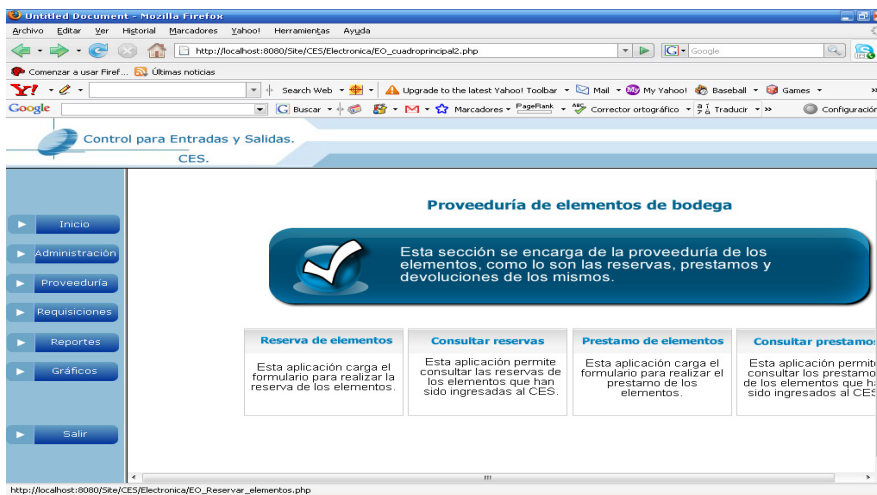 Untitled Document - Mozilla Firefox
Archivo Editar Ver Historial Marcadores Yahoo! Herramientas Ayuda
http://localhost:8080/Site/CES/Electronica/EO_cuadroprincipal2.php
Google
Comenzar a usar Firef... Últimas noticias
Y! Search Web Upgrade to the latest Yahoo! Toolbar Mail My Yahoo! Baseball Games
Google Buscar Marcadores PageRank Corrector ortográfico Traducir Configuración
Control para Entradas y Salidas.
CES.
Inicio
Administración
Proveeduría
Requisiciones
Reportes
Gráficos
Salir
Proveeduría de elementos de bodega
Esta sección se encarga de la proveeduría de los
elementos, como lo son las reservas, prestamos y
devoluciones de los mismos.
Reserva de elementos
Esta aplicación carga el
formulario para realizar la
reserva de los elementos.
Consultar reservas
Esta aplicación permite
consultar las reservas de
los elementos que han
sido ingresadas al CES.
Prestamo de elementos
Esta aplicación carga el
formulario para realizar el
prestamo de los
elementos.
Consultar prestamo
Esta aplicación permit
consultar los prestamo
de los elementos que h
sido ingresados al CES
http://localhost:8080/Site/CES/Electronica/EO_Reservar_elementos.php